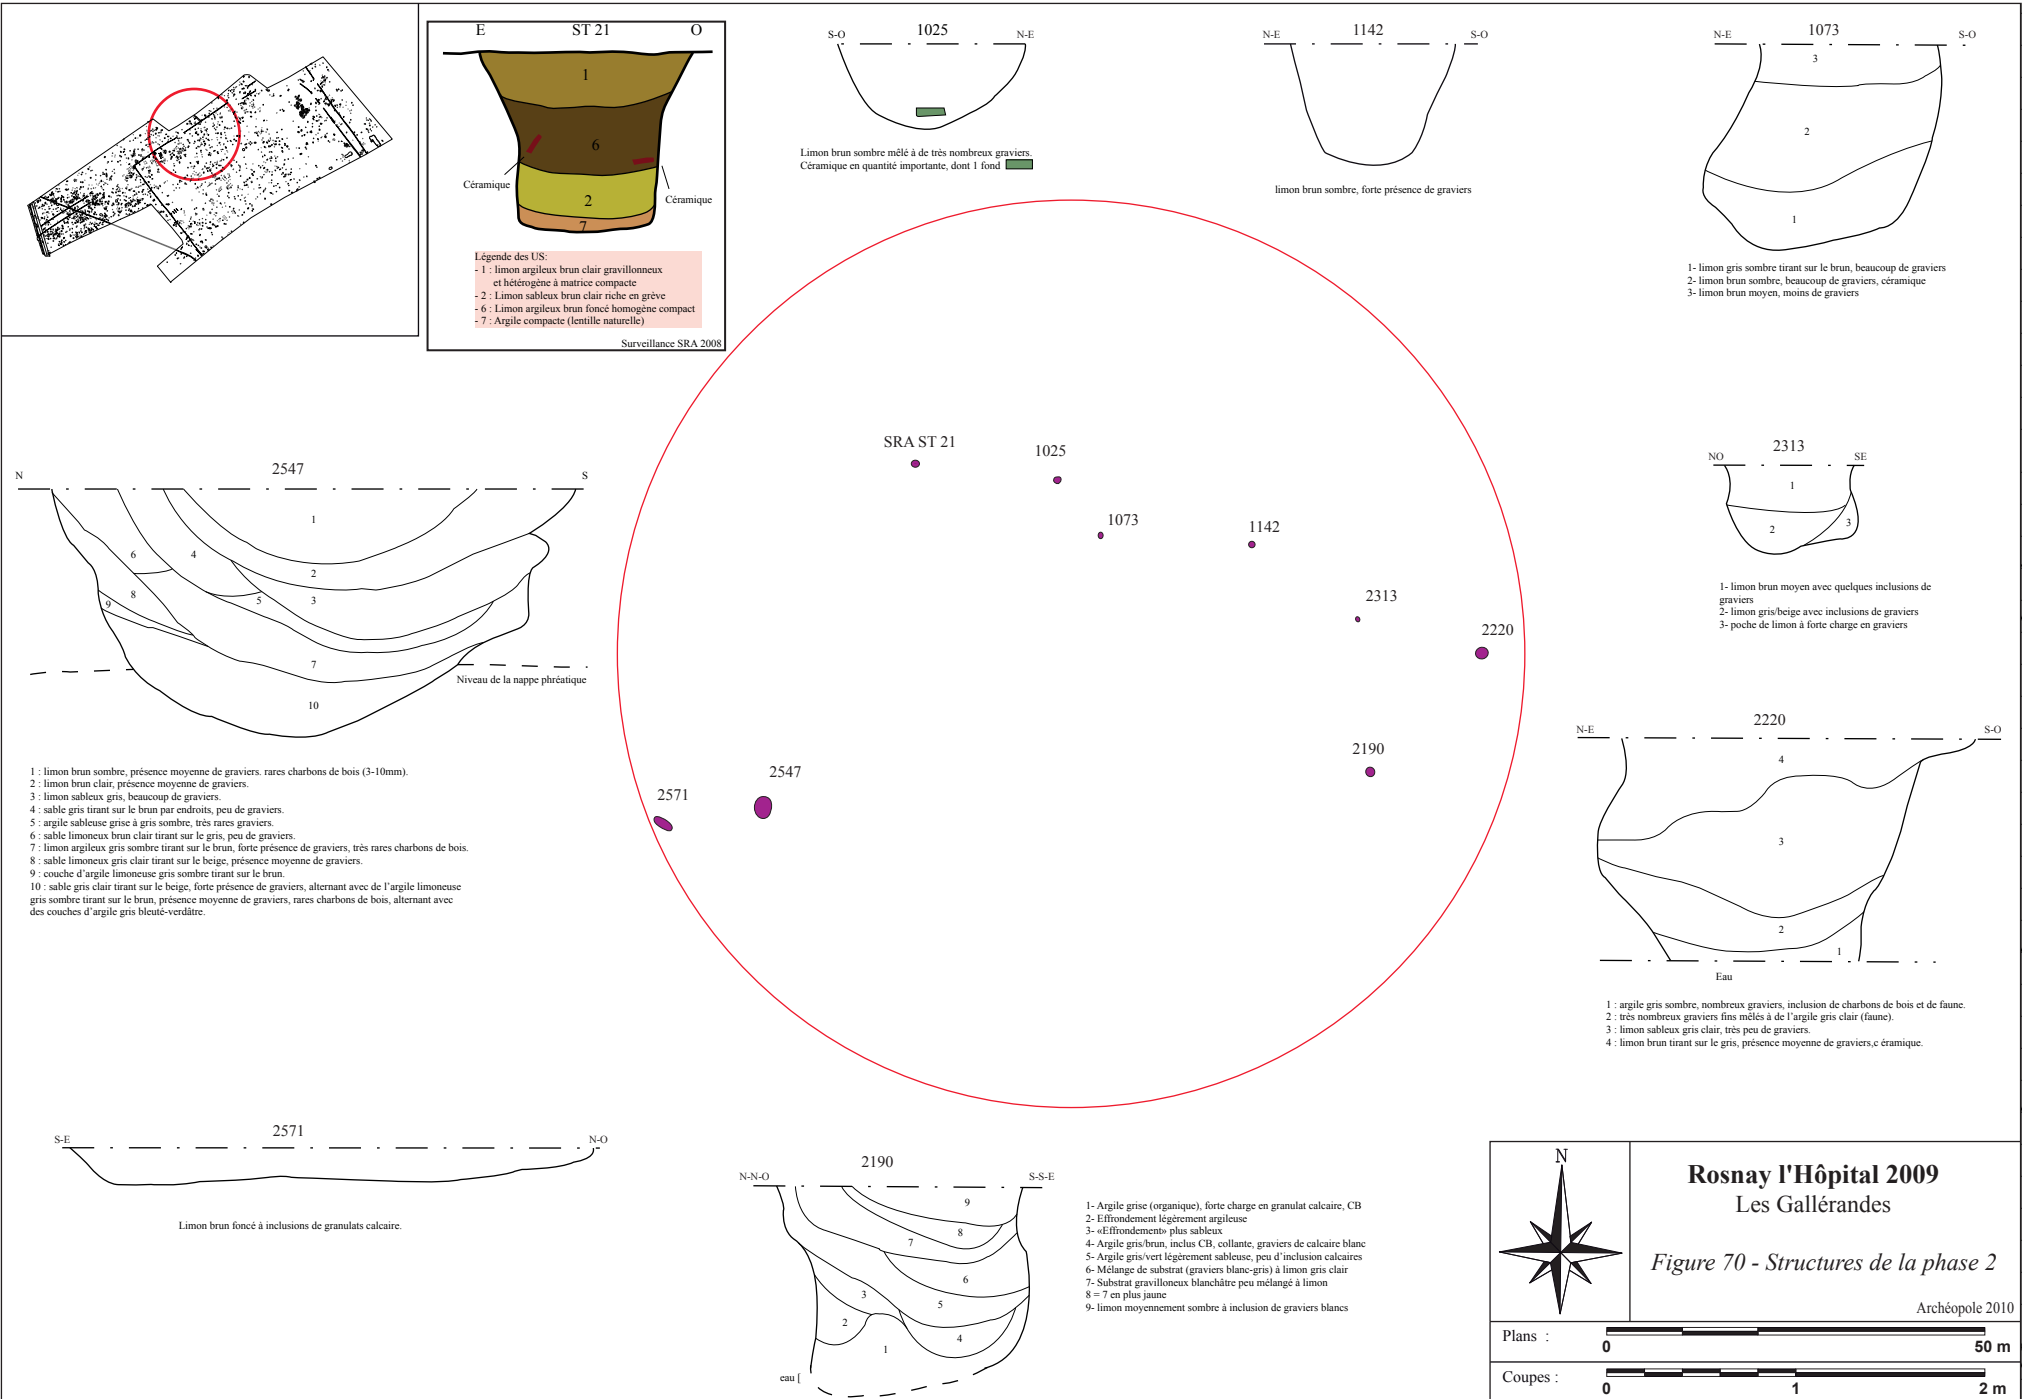 E ST 21 O
1
6
2
7
Céramique
Céramique
Légende des US:
- 1 : limon argileux brun clair gravillonneux
et hétérogène à matrice compacte
- 2 : Limon sableux brun clair riche en grève
- 6 : Limon argileux brun foncé homogène compact
- 7 : Argile compacte (lentille naturelle)
Surveillance SRA 2008
S-O 1025 N-E
Limon brun sombre mêlé à de très nombreux graviers.
Céramique en quantité importante, dont 1 fond
N-E 1142 S-O
limon brun sombre, forte présence de graviers
N-E 1073 S-O
3
2
1
1- limon gris sombre tirant sur le brun, beaucoup de graviers
2- limon brun sombre, beaucoup de graviers, céramique
3- limon brun moyen, moins de graviers
SRA ST 21
1025
1073
1142
2313
2220
2190
2547
2571
N 2547 S
1
2
3
4
5
6
7
8
9
10
Niveau de la nappe phréatique
1 : limon brun sombre, présence moyenne de graviers. rares charbons de bois (3-10mm).
2 : limon brun clair, présence moyenne de graviers.
3 : limon sableux gris, beaucoup de graviers.
4 : sable gris tirant sur le brun par endroits, peu de graviers.
5 : argile sableuse grise à gris sombre, très rares graviers.
6 : sable limoneux brun clair tirant sur le gris, peu de graviers.
7 : limon argileux gris sombre tirant sur le brun, forte présence de graviers, très rares charbons de bois.
8 : sable limoneux gris clair tirant sur le beige, présence moyenne de graviers.
9 : couche d'argile limoneuse gris sombre tirant sur le brun.
10 : sable gris clair tirant sur le beige, forte présence de graviers, alternant avec de l'argile limoneuse
gris sombre tirant sur le brun, présence moyenne de graviers, rares charbons de bois, alternant avec
des couches d'argile gris bleuté-verdâtre.
NO 2313 SE
1
2
3
1- limon brun moyen avec quelques inclusions de
graviers
2- limon gris/beige avec inclusions de graviers
3- poche de limon à forte charge en graviers
N-E 2220 S-O
4
3
2
1
Eau
1 : argile gris sombre, nombreux graviers, inclusion de charbons de bois et de faune.
2 : très nombreux graviers fins mêlés à de l'argile gris clair (faune).
3 : limon sableux gris clair, très peu de graviers.
4 : limon brun tirant sur le gris, présence moyenne de graviers,c éramique.
S-E 2571 N-O
Limon brun foncé à inclusions de granulats calcaire.
N-N-O 2190 S-S-E
9
8
7
6
5
3
4
2
1
eau [
1- Argile grise (organique), forte charge en granulat calcaire, CB
2- Effrondement légèrement argileuse
3- «Effrondement» plus sableux
4- Argile gris/brun, inclus CB, collante, graviers de calcaire blanc
5- Argile gris/vert légèrement sableuse, peu d'inclusion calcaires
6- Mélange de substrat (graviers blanc-gris) à limon gris clair
7- Substrat gravilloneux blanchâtre peu mélangé à limon
8 = 7 en plus jaune
9- limon moyennement sombre à inclusion de graviers blancs
N
Rosnay l'Hôpital 2009
Les Gallérandes
Figure 70 - Structures de la phase 2
Archéopole 2010
Plans :
0 50 m
Coupes :
0 1 2 m